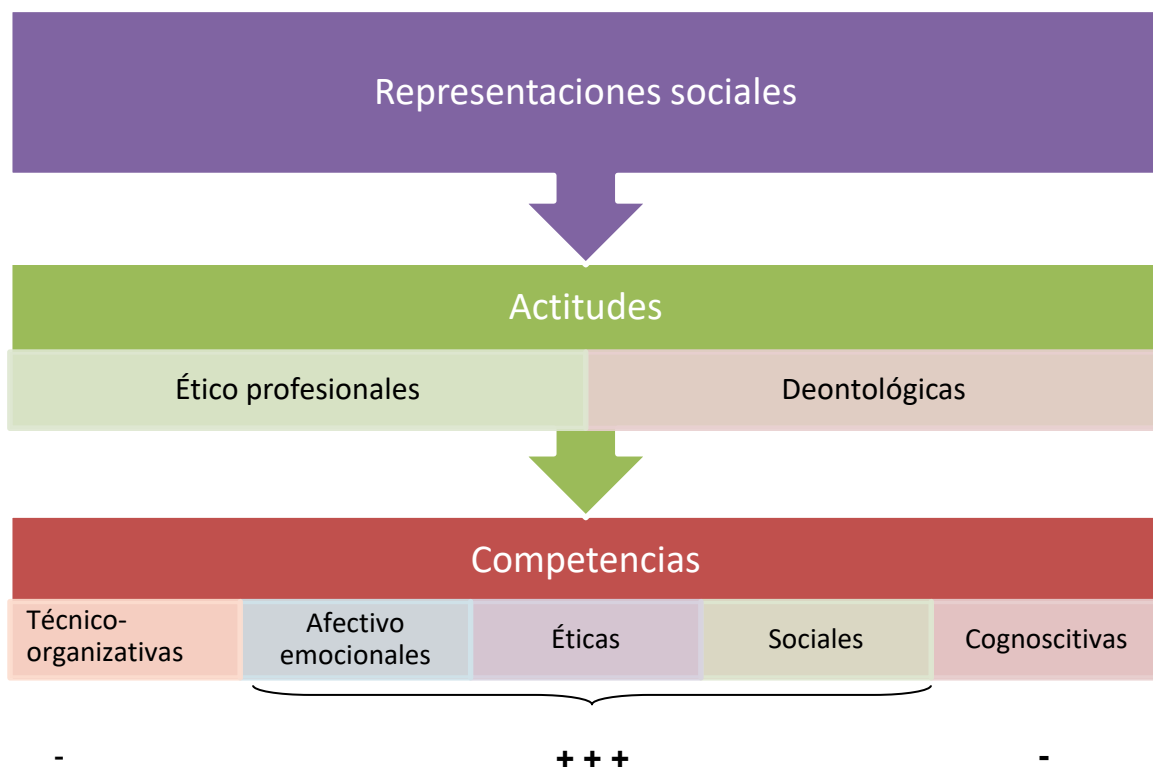 Representaciones sociales
Actitudes
Ético profesionales
Deontológicas
Competencias
Técnico-
organizativas
Afectivo
emocionales
Éticas
Sociales
Cognoscitivas
-
+ + +
-